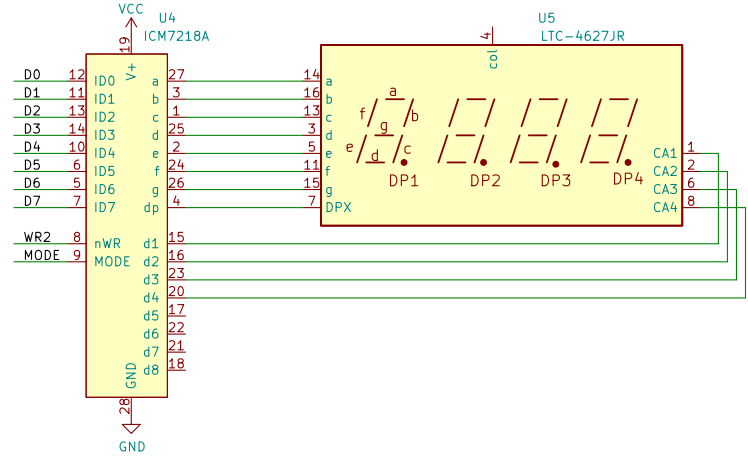 VCC
U4
ICM7218A
U5
LTC-4627JR
19
V+
4
col
D0 12 ID0 a 27 14 a
D1 11 ID1 b 3 16 b
D2 13 ID2 c 1 13 c
D3 14 ID3 d 25 3 d
D4 10 ID4 e 2 5 e
D5 6 ID5 f 24 11 f
D6 5 ID6 g 26 15 g
D7 7 ID7 dp 4 7 DPX
a
f b
g
e c
d
DP1 DP2 DP3 DP4
CA1 1
CA2 2
CA3 6
CA4 8
WR2 8 nWR d1 15
MODE 9 MODE d2 16
d3 23
d4 20
d5 17
d6 22
d7 21
d8 18
GND
28
GND